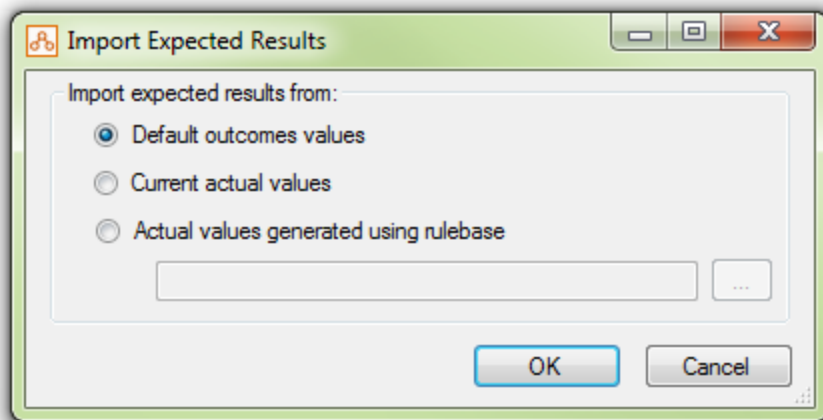 Import Expected Results
Import expected results from:
Default outcomes values
Current actual values
Actual values generated using rulebase
...
OK Cancel